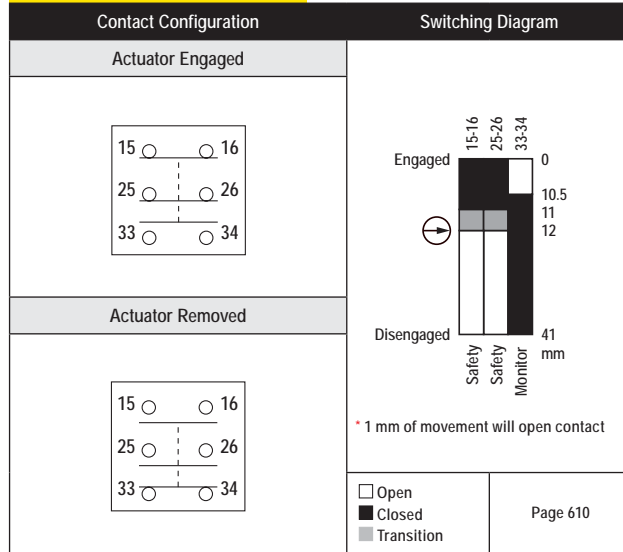 Contact Configuration
Switching Diagram
Actuator Engaged
15 16
25 26
33 34
Actuator Removed
15 16
25 26
33 34
15-16
25-26
33-34
Engaged
0
10.5
11
12
Disengaged
41
mm
Safety
Safety
Monitor
* 1 mm of movement will open contact
Open
Closed
Transition
Page 610